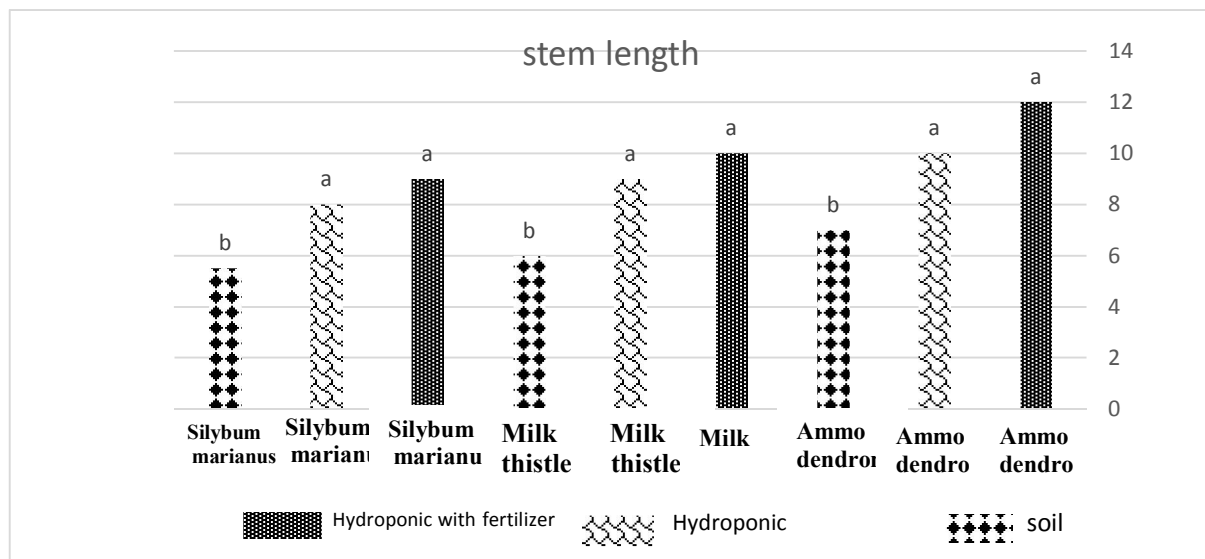 stem length
14
12
10
8
6
4
2
0
b
a
a
b
a
a
b
a
a
Silybum
marianus
Silybum
marianu
Silybum
marianu
Milk
thistle
Milk
thistle
Milk
Ammo
dendron
Ammo
dendro
Ammo
dendro
Hydroponic with fertilizer
Hydroponic
soil